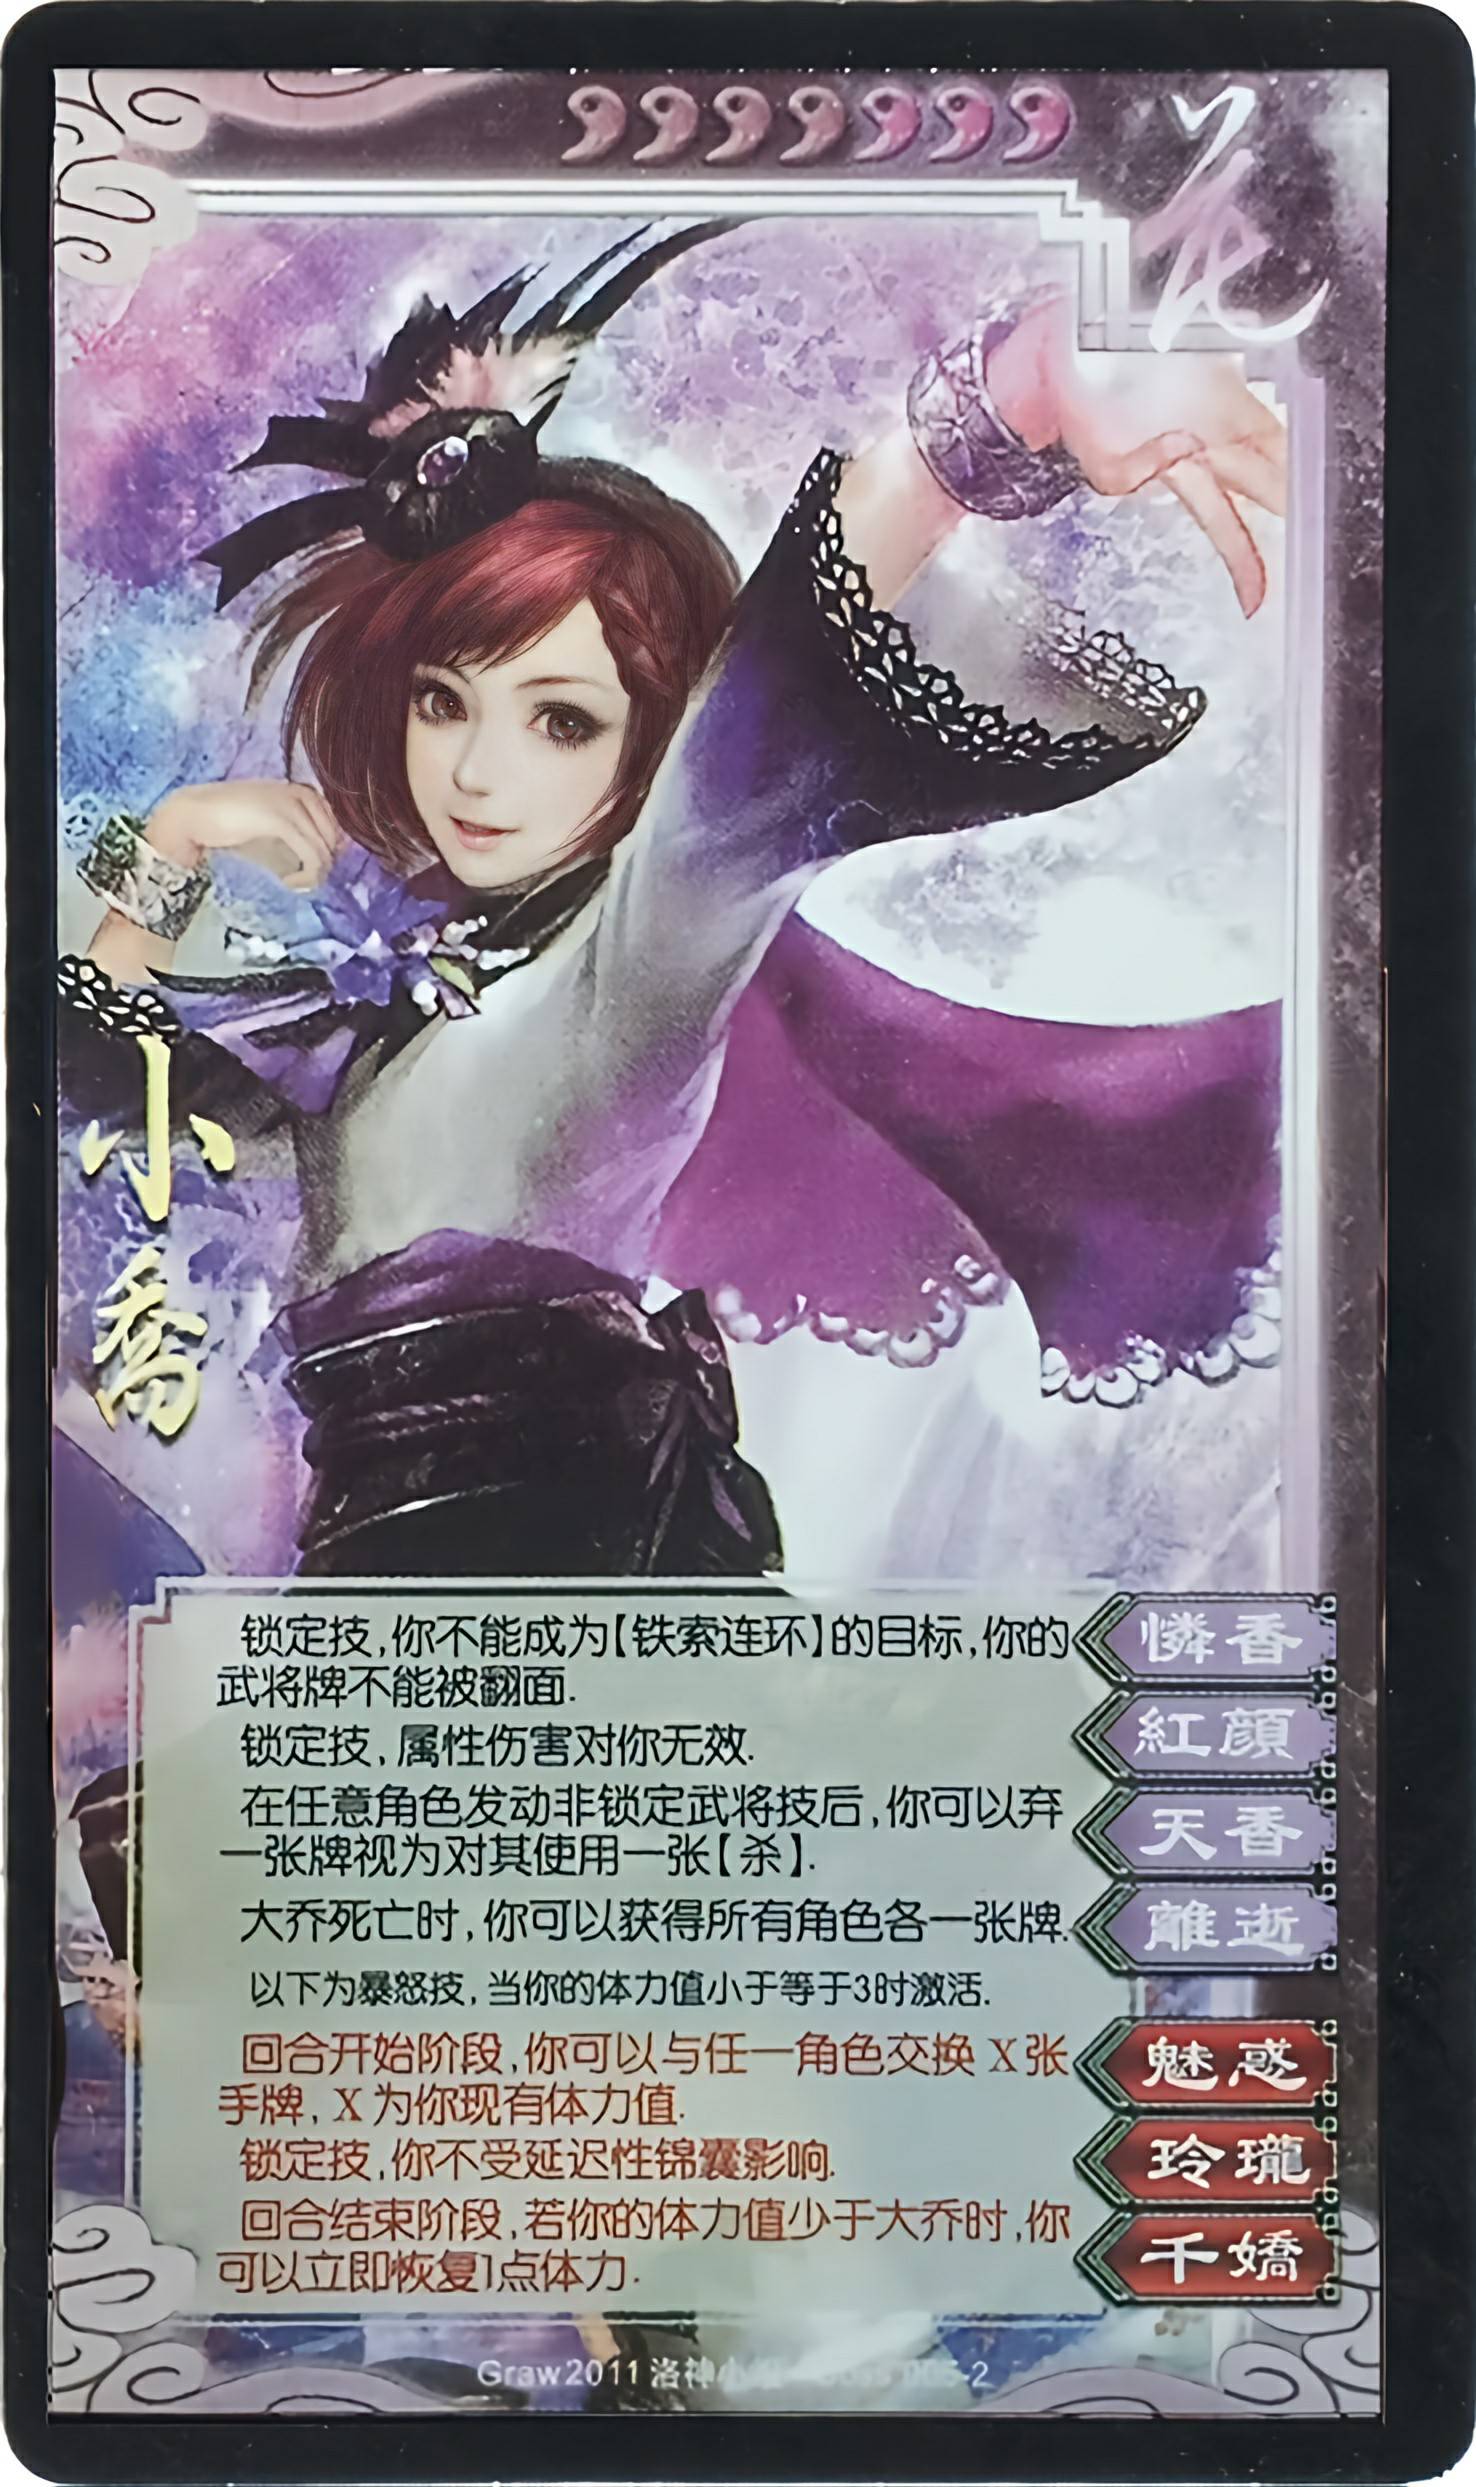 花
小喬
锁定技,你不能成为【铁索连环】的目标,你的
武将牌不能被翻面.
憐香
锁定技,属性伤害对你无效.
紅顏
在任意角色发动非锁定武将技后,你可以弃
一张牌视为对其使用一张【杀】.
天香
大乔死亡时,你可以获得所有角色各一张牌.
離逝
以下为暴怒技,当你的体力值小于等于3时激活.
回合开始阶段,你可以与任一角色交换 X 张
手牌, X 为你现有体力值.
魅惑
锁定技,你不受延迟性锦囊影响.
玲瓏
回合结束阶段,若你的体力值少于大乔时,你
可以立即恢复1点体力.
千嬌
Graw 2011 洛神小组